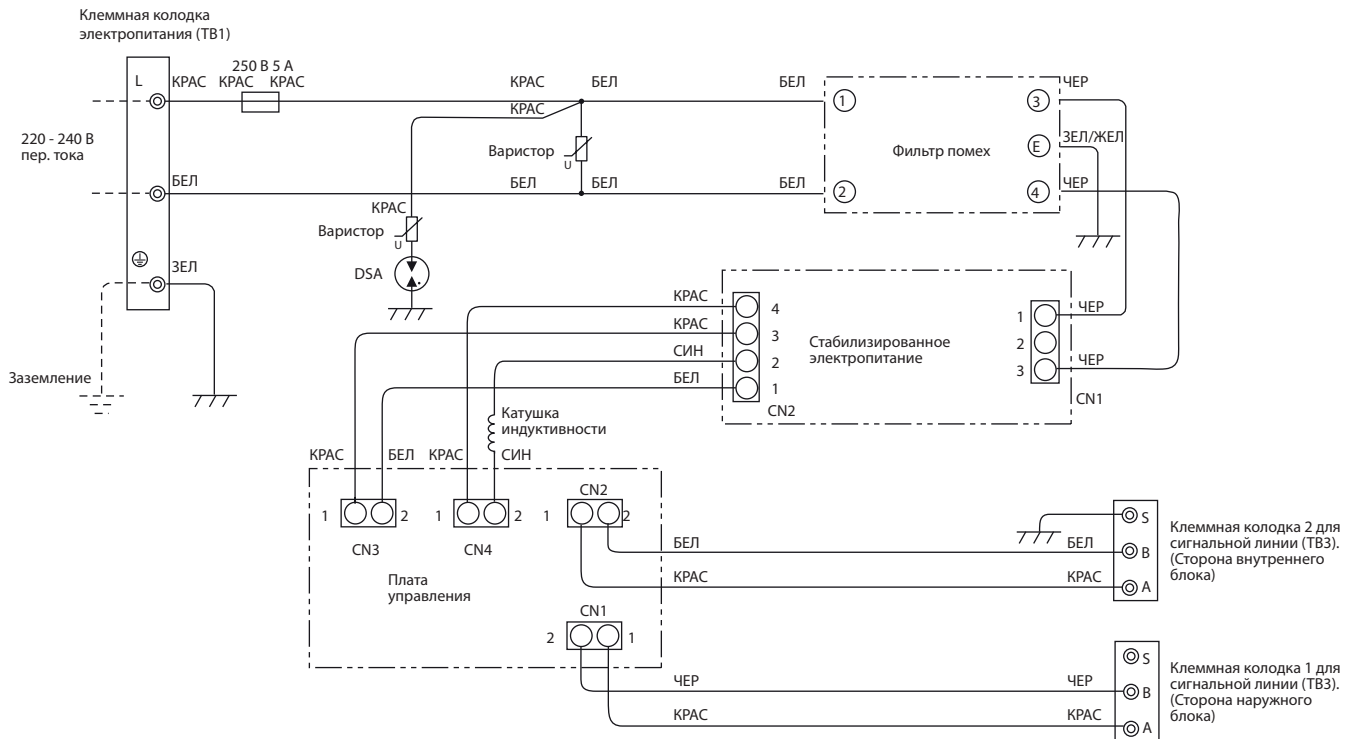 Клеммная колодка
электропитания (TB1)
250 В 5 А
L КРАС КРАС КРАС КРАС БЕЛ БЕЛ ЧЕР
КРАС
1 3
220 - 240 В
пер. тока
Варистор
U
Фильтр помех
E ЗЕЛ/ЖЕЛ
БЕЛ БЕЛ БЕЛ БЕЛ ЧЕР
2 4
КРАС
Варистор
U
DSA
ЗЕЛ
КРАС 4
КРАС 3
СИН 2
БЕЛ 1
CN2
Стабилизированное
электропитание
1 ЧЕР
2
3 ЧЕР
CN1
Заземление
Катушка
индуктивности
КРАС БЕЛ КРАС СИН
1 2
CN3
1 2
CN4
CN2
1 2
Плата
управления
CN1
2 1
БЕЛ БЕЛ
КРАС КРАС
S
B
A
Клеммная колодка 2 для
сигнальной линии (TB3).
(Сторона внутреннего
блока)
ЧЕР ЧЕР
КРАС КРАС
S
B
A
Клеммная колодка 1 для
сигнальной линии (TB3).
(Сторона наружного
блока)